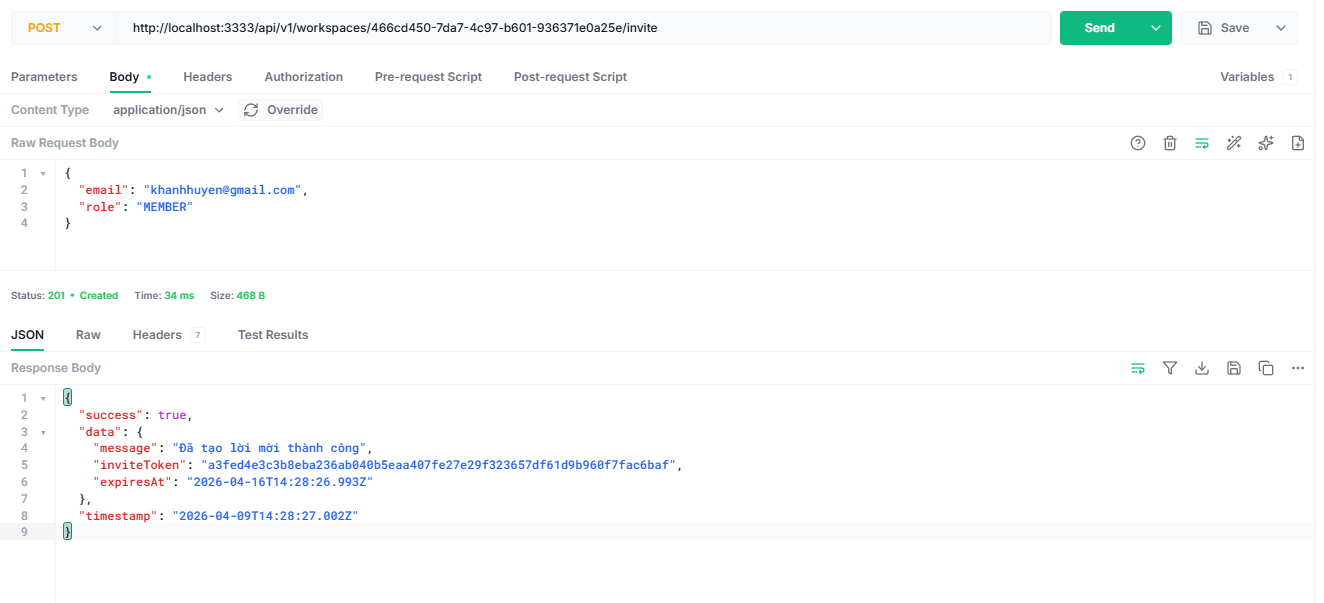 POST http://localhost:3333/api/v1/workspaces/466cd450-7da7-4c97-b601-936371e0a25e/invite Send Save
Parameters Body Headers Authorization Pre-request Script Post-request Script Variables 1
Content Type application/json Override
Raw Request Body
1 {
2 "email": "khanhhuyen@gmail.com",
3 "role": "MEMBER"
4 }
Status: 201 • Created Time: 34 ms Size: 468 B
JSON Raw Headers 7 Test Results
Response Body
1 {
2 "success": true,
3 "data": {
4 "message": "Đã tạo lời mời thành công",
5 "inviteToken": "a3fed4e3c3b8eba236ab040b5eaa407fe27e29f323657df61d9b960f7fac6baf",
6 "expiresAt": "2026-04-16T14:28:26.993Z"
7 },
8 "timestamp": "2026-04-09T14:28:27.002Z"
9 }